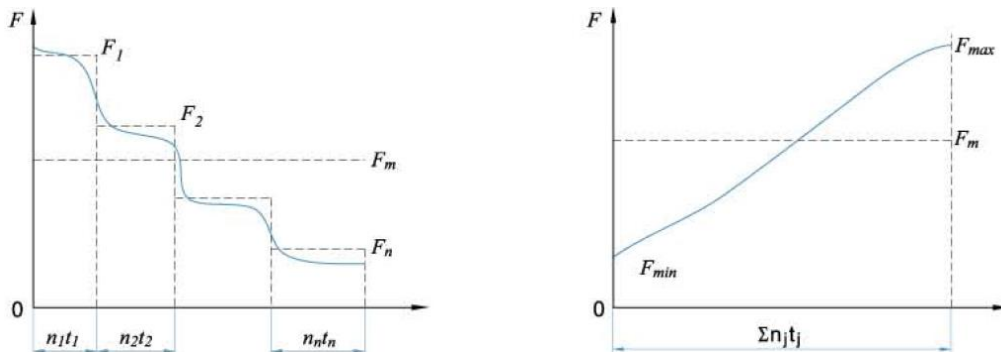 F
F₁
F₂
Fₘ
Fₙ
0
n₁t₁
n₂t₂
nₙtₙ
F
Fₘₐₓ
Fₘ
Fₘᵢₙ
0
Σnⱼtⱼ